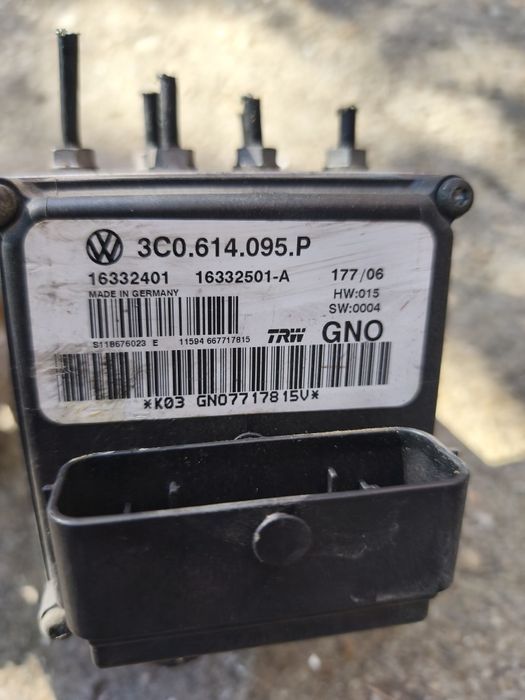 3C0.614.095.P
16332401 16332501-A 177/06
MADE IN GERMANY HW:015
SW:0004
S118676023 E 11594 667717815 TRW GNO
*K03 GNO7717815V*